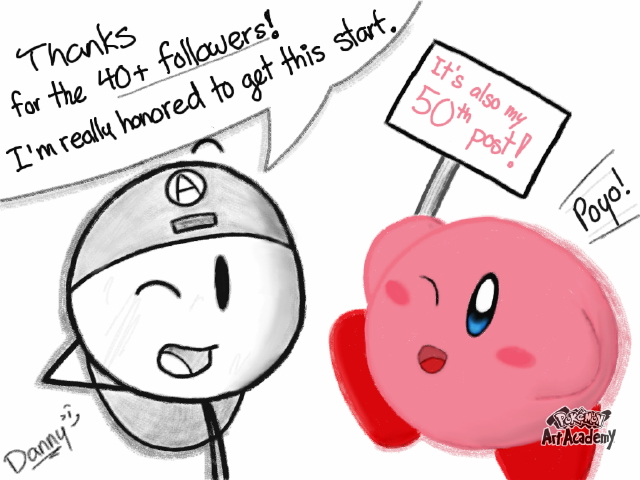 Thanks
for the 40+ followers!
I'm really honored to get this start.
It's also my
50th
post!
Poyo!
A
Danny
POKÉMON
Art Academy